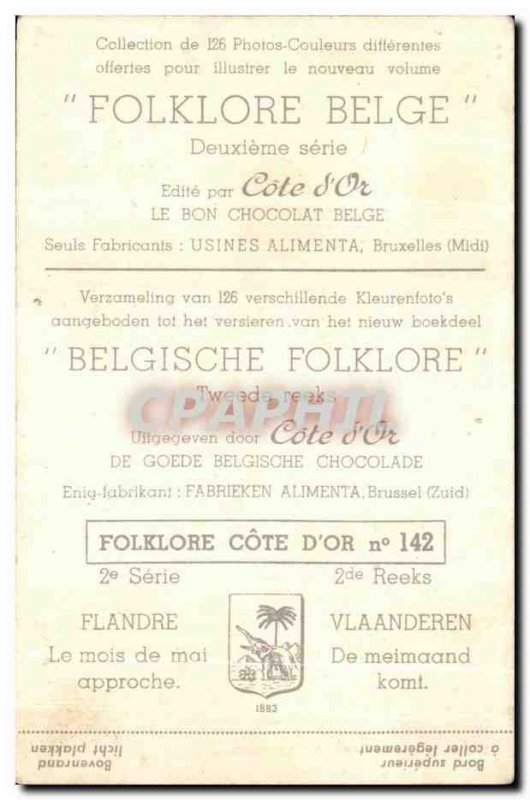 Collection de 126 Photos-Couleurs différentes
offertes pour illustrer le nouveau volume
" FOLKLORE BELGE "
Deuxième série
Edité par Côte d'Or
LE BON CHOCOLAT BELGE
Seuls Fabricants : USINES ALIMENTA, Bruxelles (Midi)
Verzameling van 126 verschillende Kleurenfoto's
aangeboden tot het versieren van het nieuw boekdeel
" BELGISCHE FOLKLORE "
Tweede reeks
CPAPHIL
Uitgegeven door Côte d'Or
DE GOEDE BELGISCHE CHOCOLADE
Enig-fabrikant : FABRIEKEN ALIMENTA, Brussel (Zuid)
FOLKLORE CÔTE D'OR nº 142
2e Série
2de Reeks
FLANDRE
Le mois de mai
approche.
VLAANDEREN
De meimaand
komt.
1883
Bord supérieur
à coller légèrement
Bovenrand
licht plakken